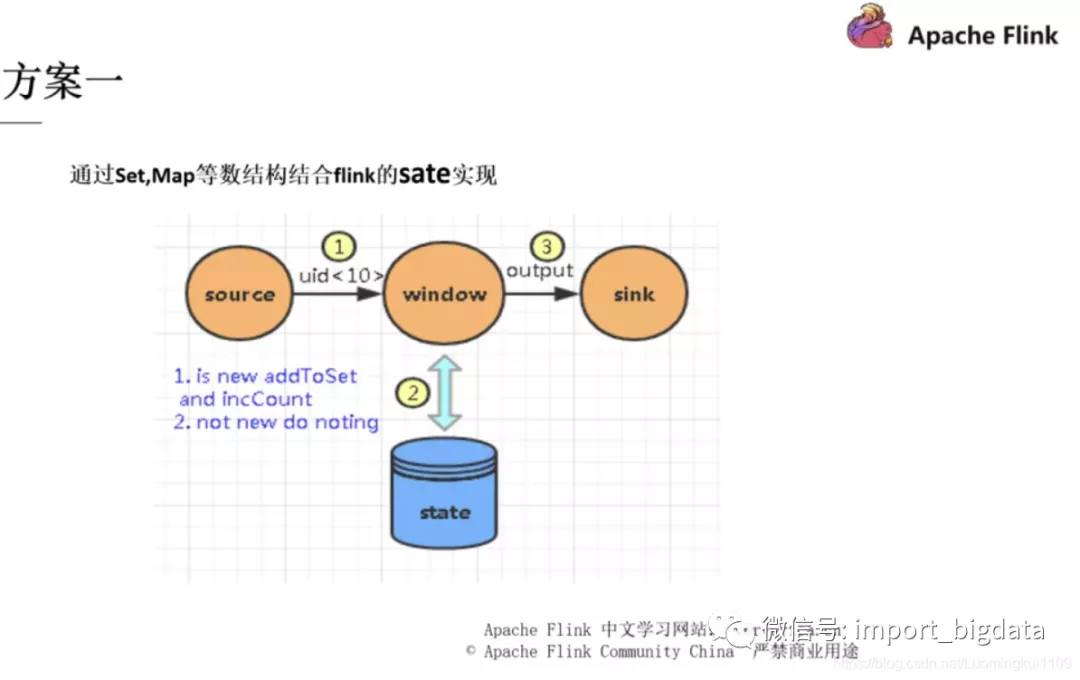 Apache Flink
方案一
通过Set,Map等数结构结合flink的sate实现
1
3
uid<10>
output
source
window
sink
1. is new addToSet
and incCount
2. not new do noting
2
state
Apache Flink 中文学习网站:
微信号: import_bigdata
© Apache Flink Community China 严禁商业用途
http://blog.csdn.net/Luomingkui1109